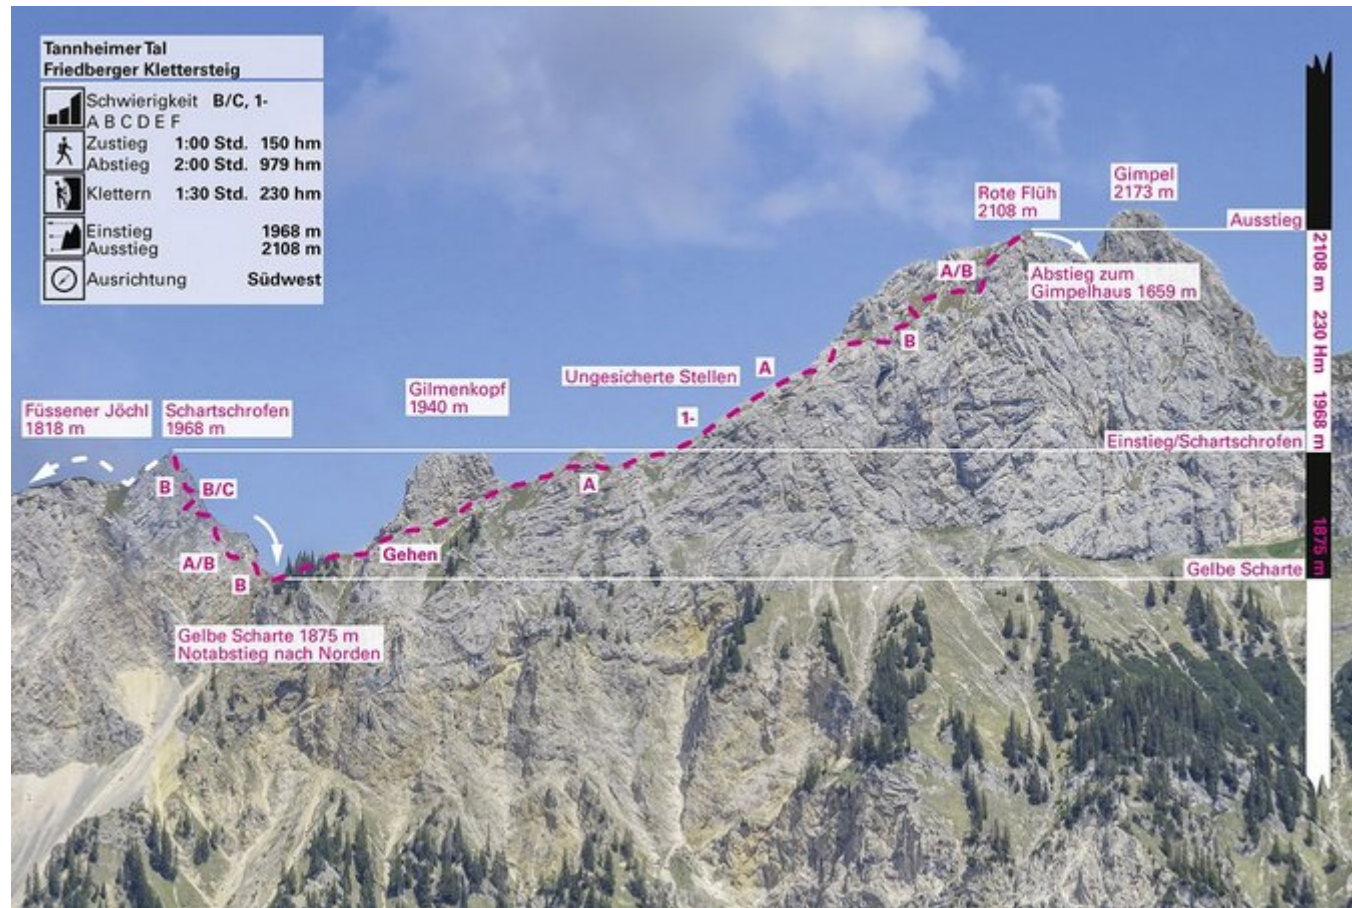 Tannheimer Tal
Friedberger Klettersteig
Schwierigkeit B/C, 1-
A B C D E F
Zustieg 1:00 Std. 150 hm
Abstieg 2:00 Std. 979 hm
Klettern 1:30 Std. 230 hm
Einstieg 1968 m
Ausstieg 2108 m
Ausrichtung Südwest
Gimpel
2173 m
Rote Flüh
2108 m
Ausstieg
A/B
Abstieg zum
Gimpelhaus 1659 m
B
A
Ungesicherte Stellen
Gilmenkopf
1940 m
1-
Füssener Jöchl
1818 m
Schartschrofen
1968 m
Einstieg/Schartschrofen
B
B/C
A
A/B
B
Gehen
Gelbe Scharte
Gelbe Scharte 1875 m
Notabstieg nach Norden
2108 m 230 Hm 1968 m
1875 m